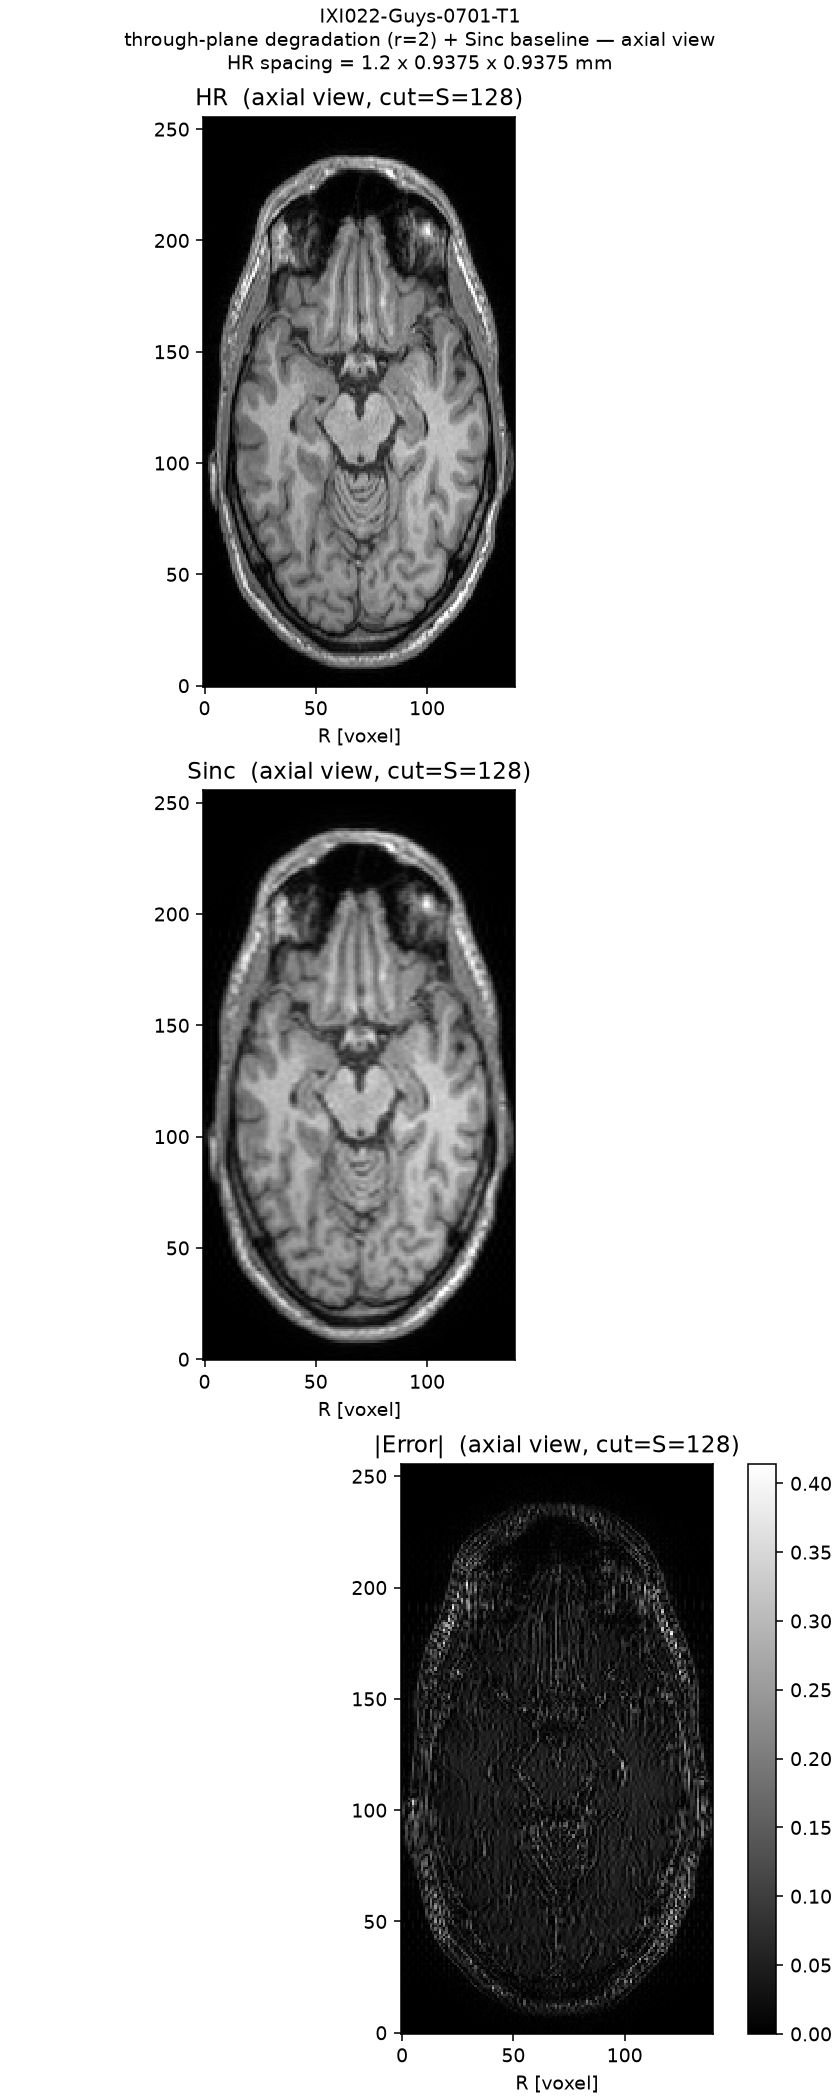 IXI022-Guys-0701-T1
through-plane degradation (r=2) + Sinc baseline — axial view
HR spacing = 1.2 x 0.9375 x 0.9375 mm
HR  (axial view, cut=S=128)
250
200
150
100
50
0
0 50 100
R [voxel]
Sinc  (axial view, cut=S=128)
250
200
150
100
50
0
0 50 100
R [voxel]
|Error|  (axial view, cut=S=128)
250
200
150
100
50
0
0 50 100
R [voxel]
0.40
0.35
0.30
0.25
0.20
0.15
0.10
0.05
0.00